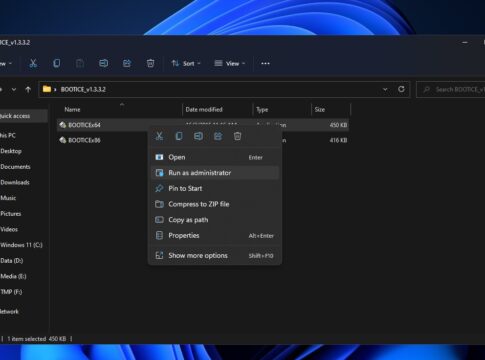 ICE_v1.3.3.2
ew
Sort
View
BOOTICE_v1.3.3.2
Search BOOTICE_v1
Name
Date modified
Type
Size
Quick access
BOOTICEx64
Application
450 KB
his PC
BOOTICEx86
416 KB
Desktop
Documents
Downloads
Music
Pictures
Videos
Windows 11 (C:)
Data (D:)
Media (E:)
TMP (F:)
etwork
Open
Enter
Run as administrator
Pin to Start
Compress to ZIP file
Copy as path
Properties
Alt+Enter
Show more options
Shift+F10
1 item selected 450 KB